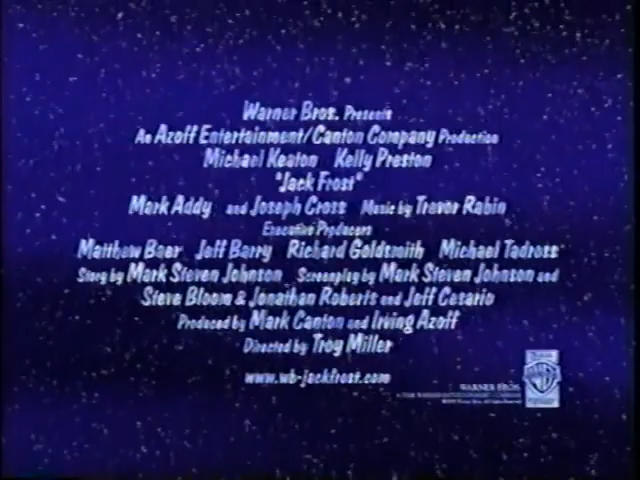 Warner Bros. Presents
An Azoff Entertainment/Canton Company Production
Michael Keaton Kelly Preston
"Jack Frost"
Mark Addy and Joseph Cross Music by Trevor Rabin
Executive Producers
Matthew Baer Jeff Barry Richard Goldsmith Michael Tadross
Story by Mark Steven Johnson Screenplay by Mark Steven Johnson and
Steve Bloom & Jonathan Roberts and Jeff Cesario
Produced by Mark Canton and Irving Azoff
Directed by Troy Miller
www.wb-jackfrost.com
WARNER BROS.